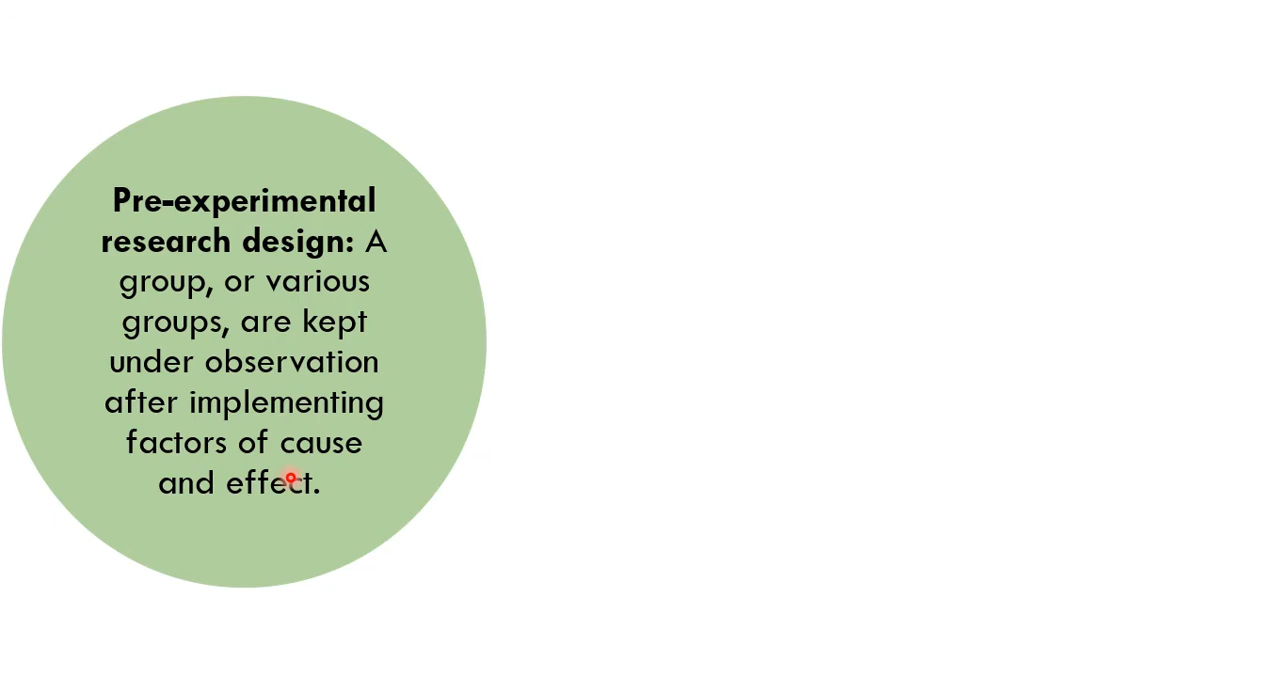 Pre-experimental
research design: A
group, or various
groups, are kept
under observation
after implementing
factors of cause
and effect.